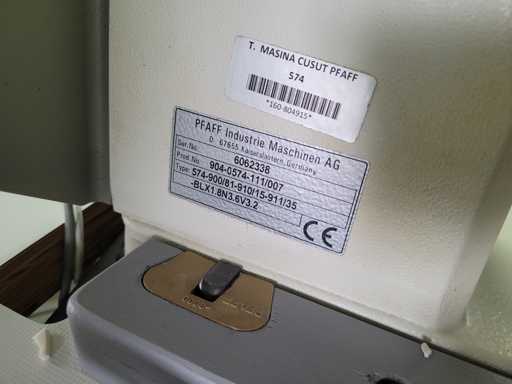 T. MASINA CUSUT PFAFF
574
*160-804915*
PFAFF Industrie Maschinen AG
D. 67655 Kaiserslautern, Germany
Ser.No. 6062338
Prod.No. 904-0574-111/007
Type: 574-900/81-910/15-911/35
-BLX1.8N3.6V3.2
CE